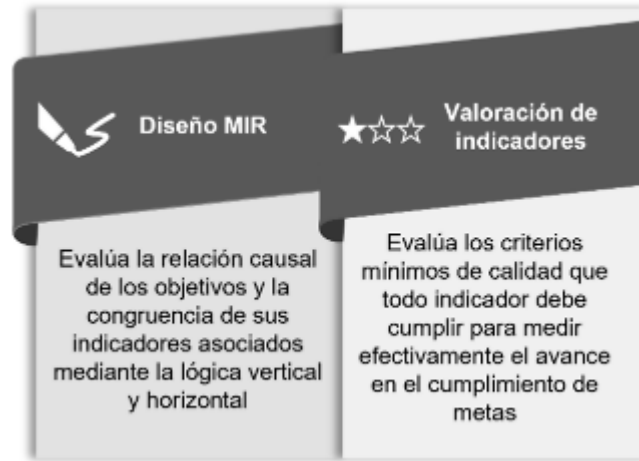 Diseño MIR
Evalúa la relación causal
de los objetivos y la
congruencia de sus
indicadores asociados
mediante la lógica vertical
y horizontal
Valoración de
indicadores
Evalúa los criterios
mínimos de calidad que
todo indicador debe
cumplir para medir
efectivamente el avance
en el cumplimiento de
metas